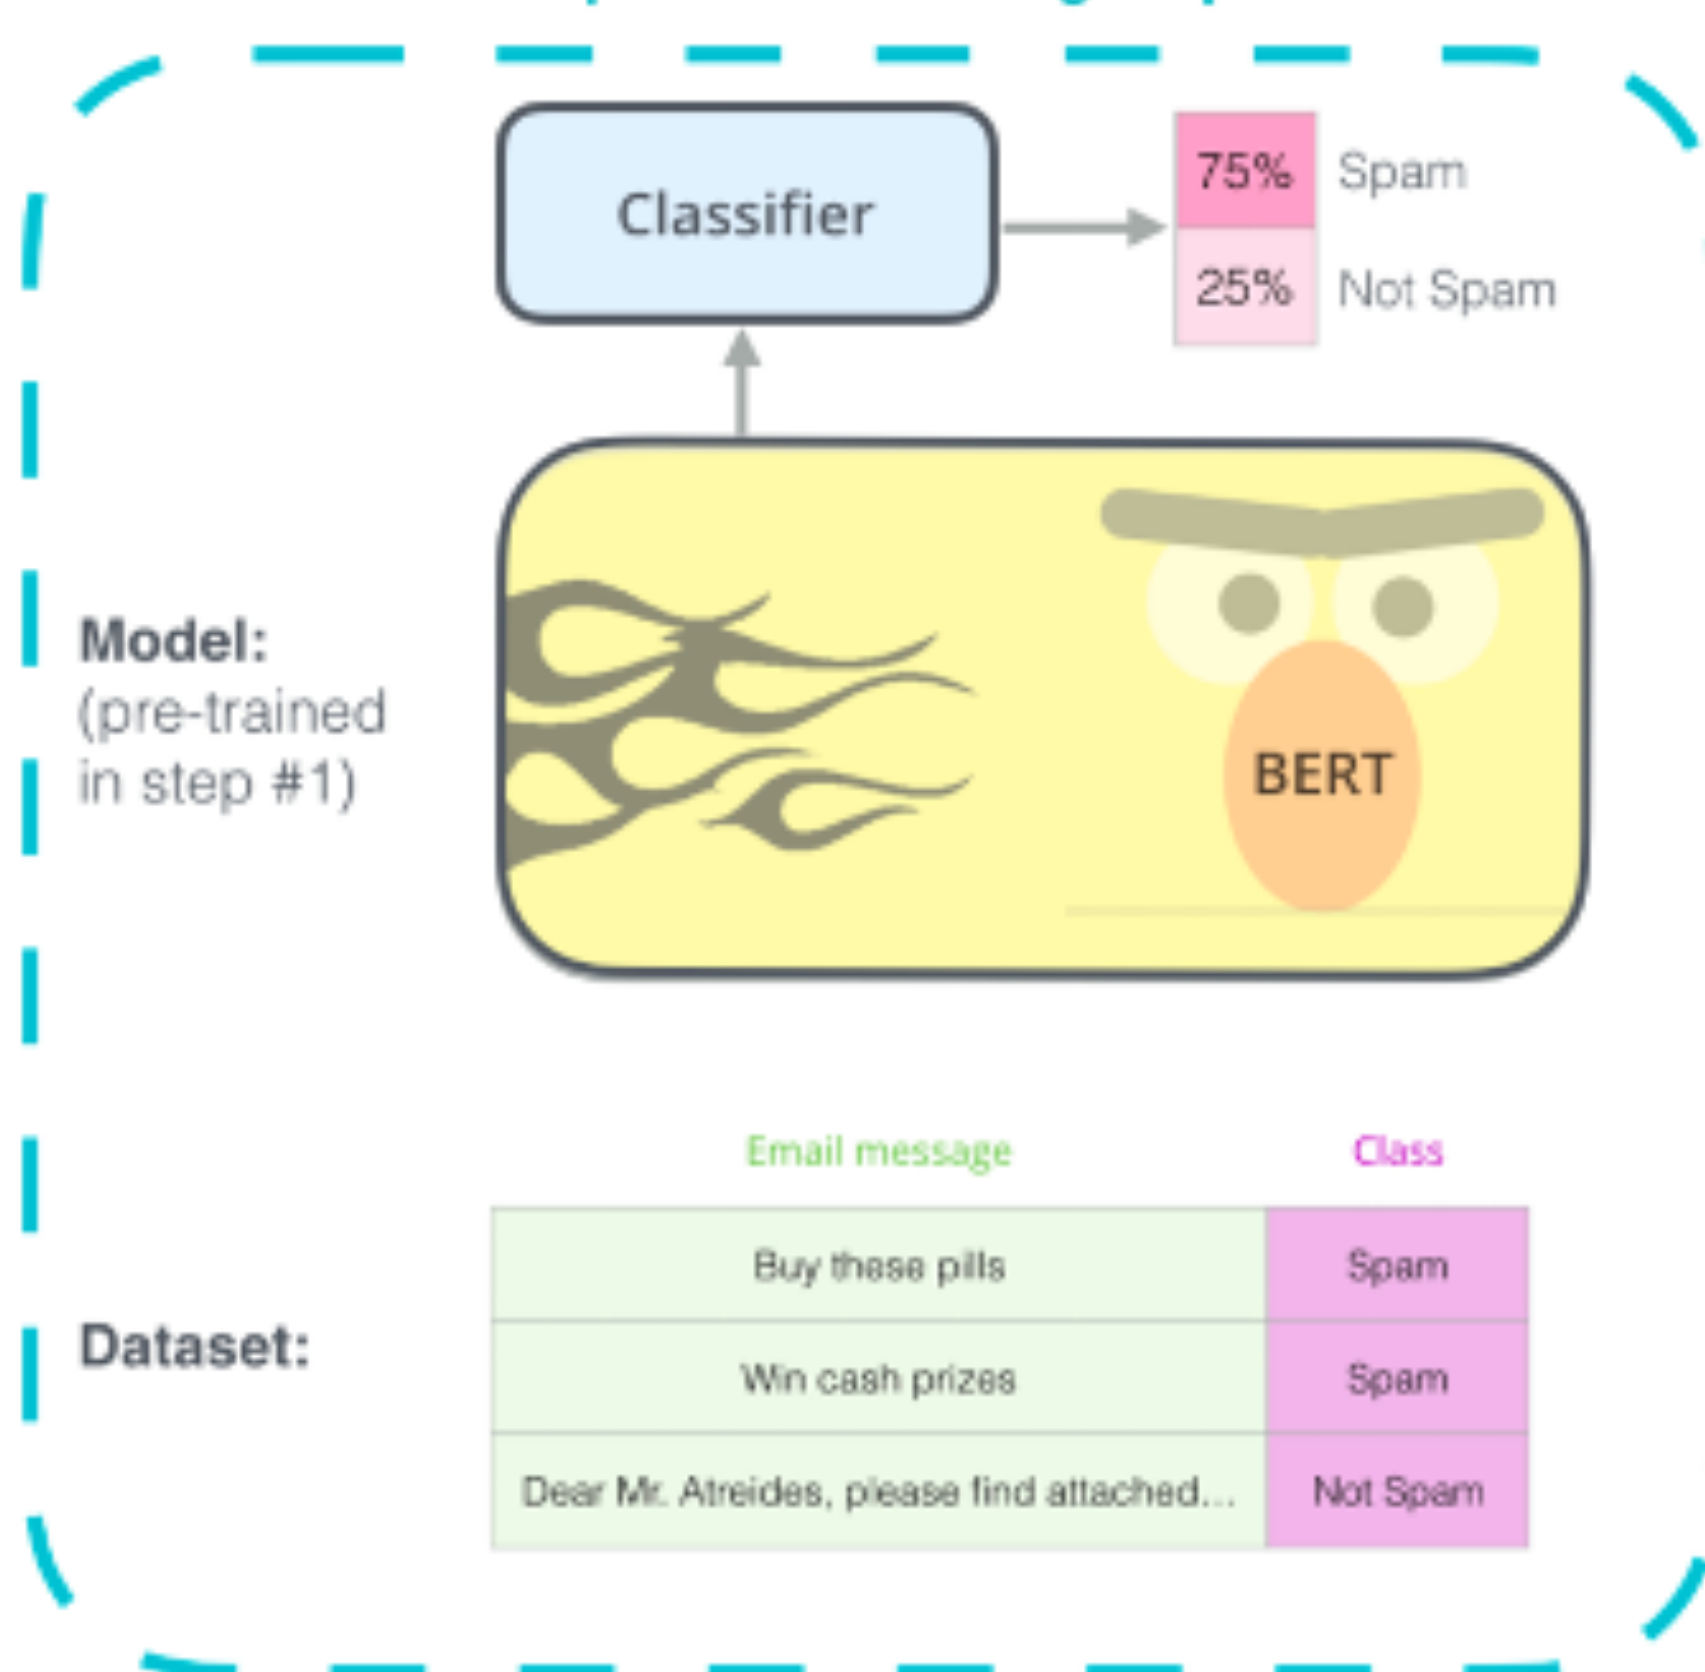 Classifier
75% Spam
25% Not Spam
Model:
(pre-trained
in step #1)
BERT
Email message Class
Buy these pills Spam
Win cash prizes Spam
Dataset:
Dear Mr. Atreides, please find attached... Not Spam